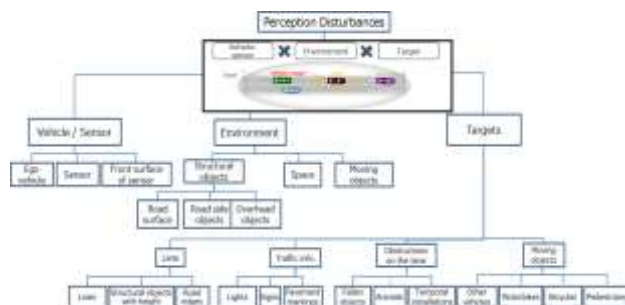 Perception Disturbances
Vehicle
sensor
Environment
Target
Vehicle / Sensor
Environment
Targets
Ego-
vehicle
Sensor
Front surface
of sensor
Structural
objects
Space
Moving
objects
Road
surface
Road side
objects
Overhead
objects
Lane
Traffic info.
Obstructions
on the lane
Moving
objects
Lines
Structural objects
with height
Road
edges
Lights
Signs
Pavement
markings
Fallen
objects
Animals
Temporal
installations
Other
vehicles
Motorbikes
Bicycles
Pedestrians